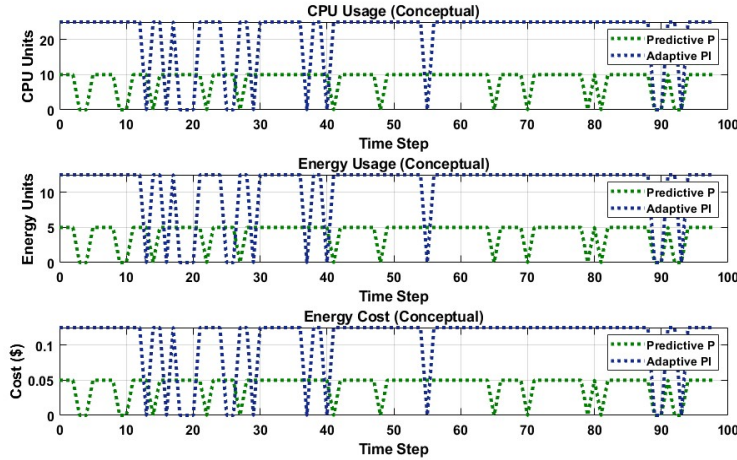 CPU Usage (Conceptual)
CPU Units
20
10
0
Predictive P
Adaptive PI
0 10 20 30 40 50 60 70 80 90 100
Time Step
Energy Usage (Conceptual)
Energy Units
10
5
0
Predictive P
Adaptive PI
0 10 20 30 40 50 60 70 80 90 100
Time Step
Energy Cost (Conceptual)
Cost ($)
0.1
0.05
0
Predictive P
Adaptive PI
0 10 20 30 40 50 60 70 80 90 100
Time Step